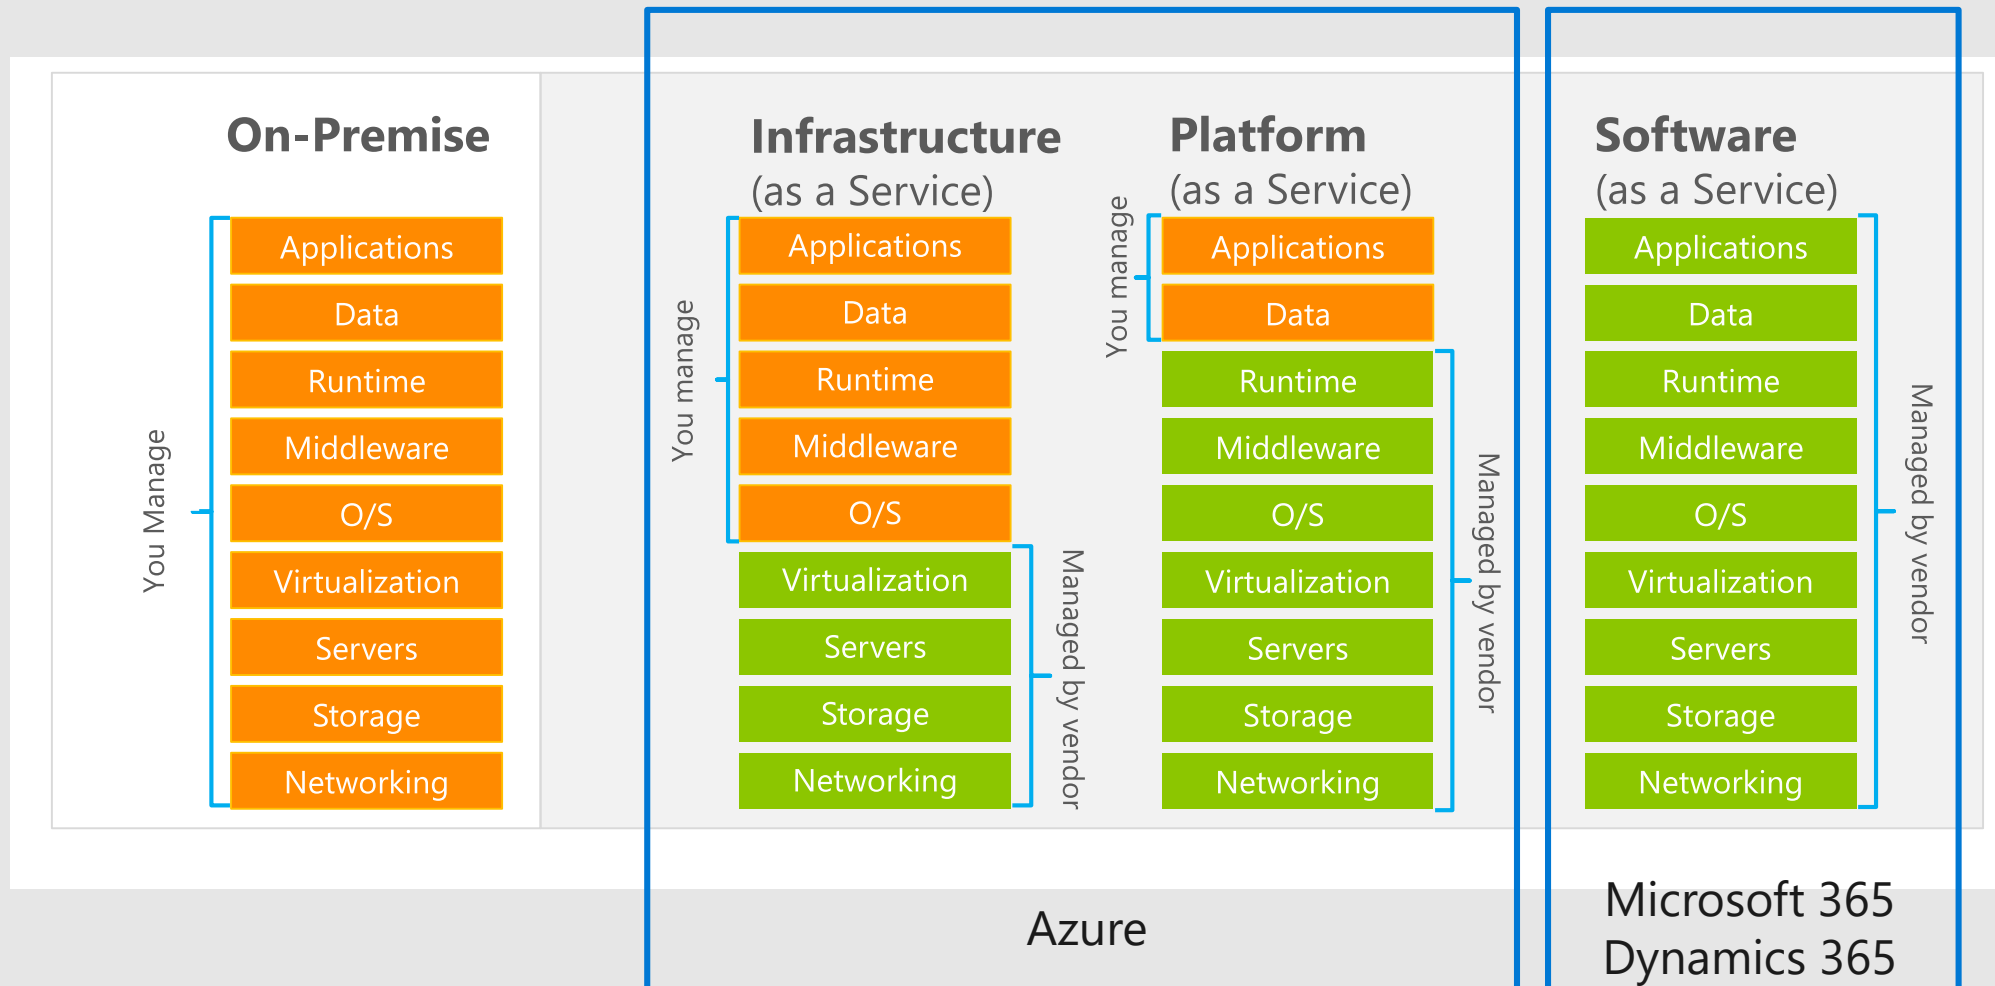 On-Premise
You Manage
Applications
Data
Runtime
Middleware
O/S
Virtualization
Servers
Storage
Networking
Infrastructure
(as a Service)
You manage
Applications
Data
Runtime
Middleware
O/S
Virtualization
Servers
Storage
Networking
Managed by vendor
Platform
(as a Service)
You manage
Applications
Data
Runtime
Middleware
O/S
Virtualization
Servers
Storage
Networking
Managed by vendor
Software
(as a Service)
Applications
Data
Runtime
Middleware
O/S
Virtualization
Servers
Storage
Networking
Managed by vendor
Azure
Microsoft 365
Dynamics 365